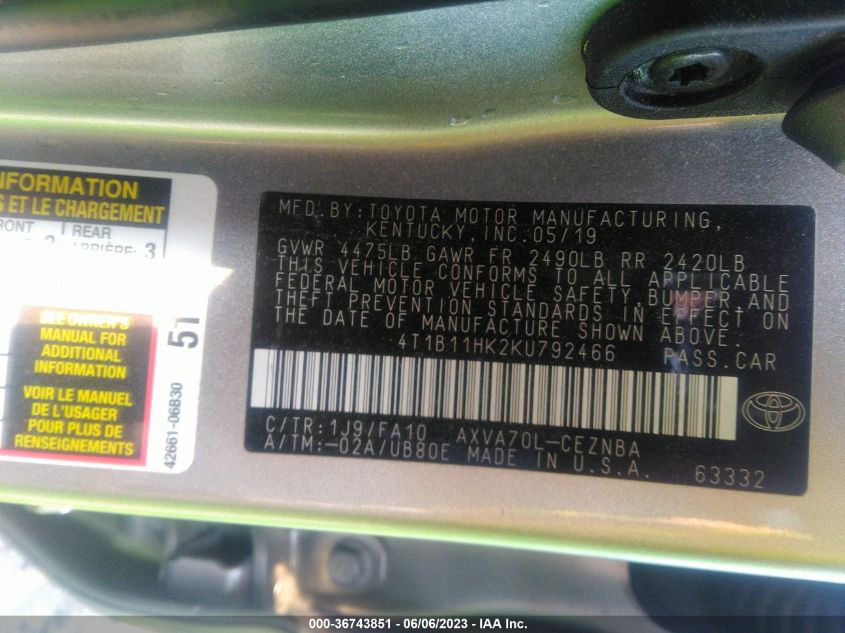 NFORMATION
S ET LE CHARGEMENT
RONT
REAR
3
SEE OWNER'S
MANUAL FOR
ADDITIONAL
INFORMATION
VOIR LE MANUEL
DE L'USAGER
POUR PLUS DE
RENSEIGNEMENTS
51
42661-06B30
MFD. BY: TOYOTA MOTOR MANUFACTURING,
KENTUCKY, INC. 05/19
GVWR 4475LB GAWR FR 2490LB RR 2420LB
THIS VEHICLE CONFORMS TO ALL APPLICABLE
FEDERAL MOTOR VEHICLE SAFETY, BUMPER, AND
THEFT PREVENTION STANDARDS IN EFFECT ON
THE DATE OF MANUFACTURE SHOWN ABOVE.
4T1B11HK2KU792466 PASS.CAR
C/TR: 1J9/FA10 AXVA70L-CEZNBA
A/TM: -02A/UB80E MADE IN U.S.A.
63332
000-36743851 / 06/06/2023 - IAA Inc.